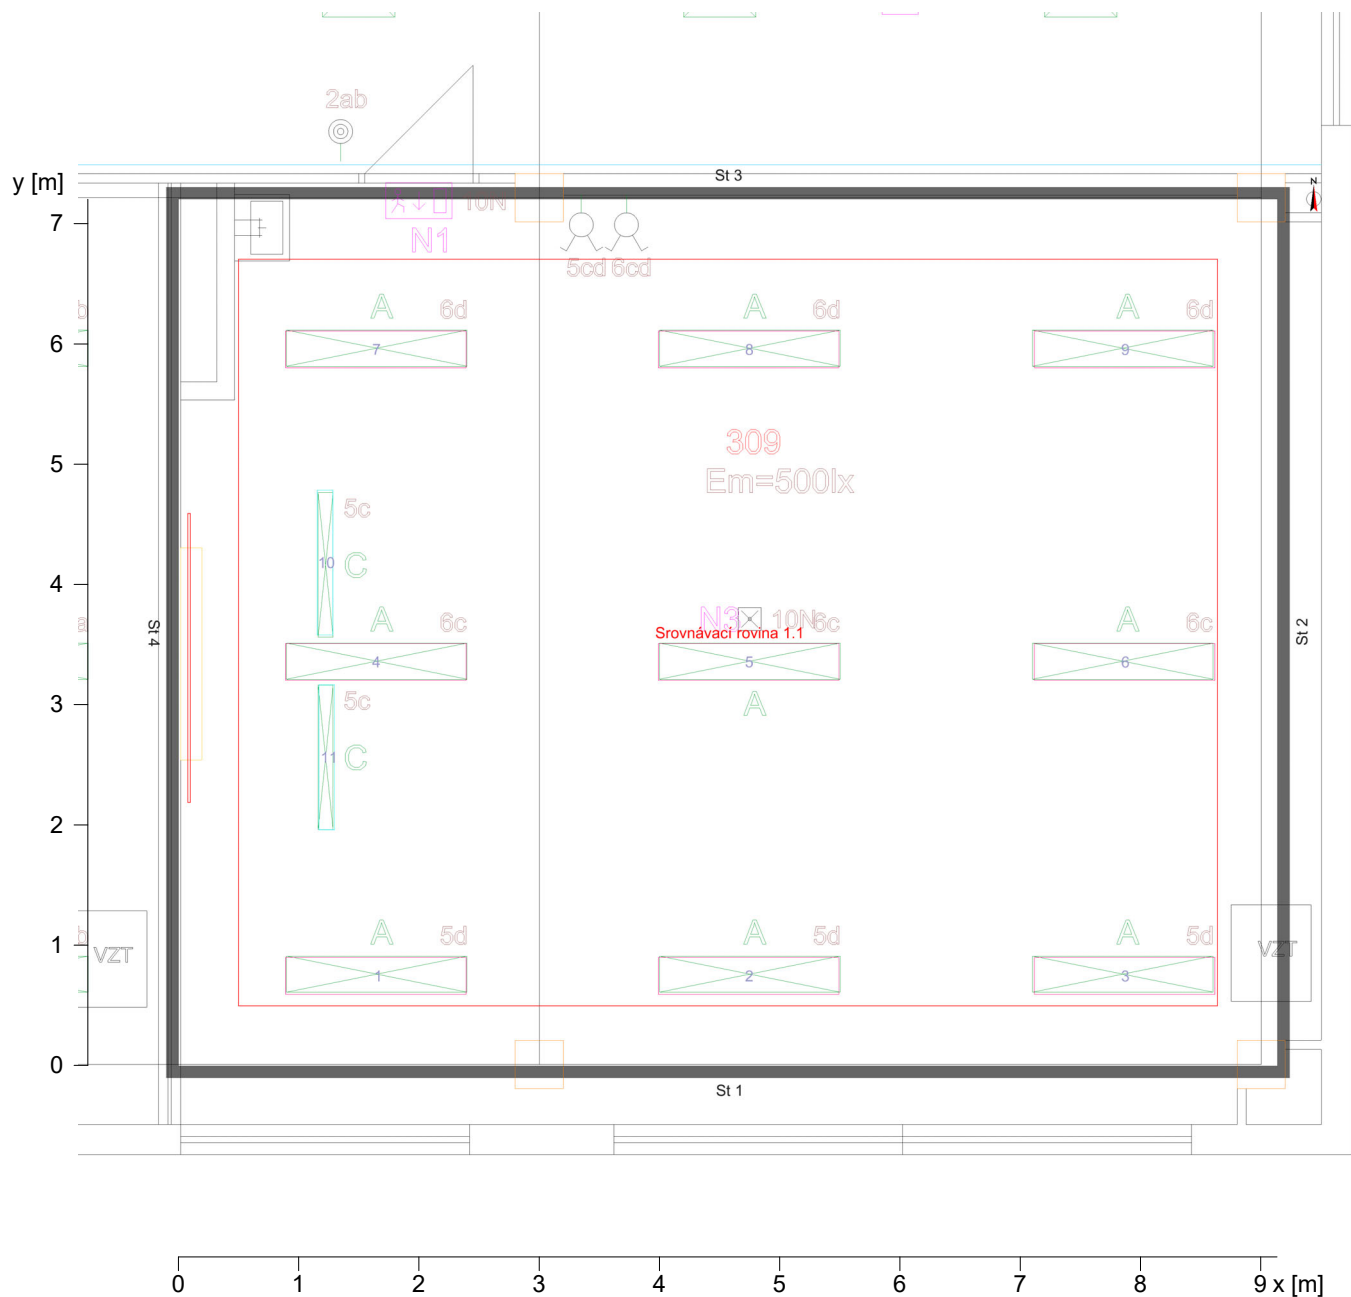 2ab
y [m]
St 3
N
7
10N
N1
5cd 6cd
A 6d A 6d A 6d
b
6
7 8 9
309
5
Em=500lx
5c
10 C
4
N3 10N
A 6c 6c A 6c
a
Srovnávací rovina 1.1
St 4
St 2
4 5 6
3
5c
A
11 C
2
A 5d A 5d A 5d
b
1
VZT
VZT
1 2 3
0
St 1
0 1 2 3 4 5 6 7 8 9 x [m]